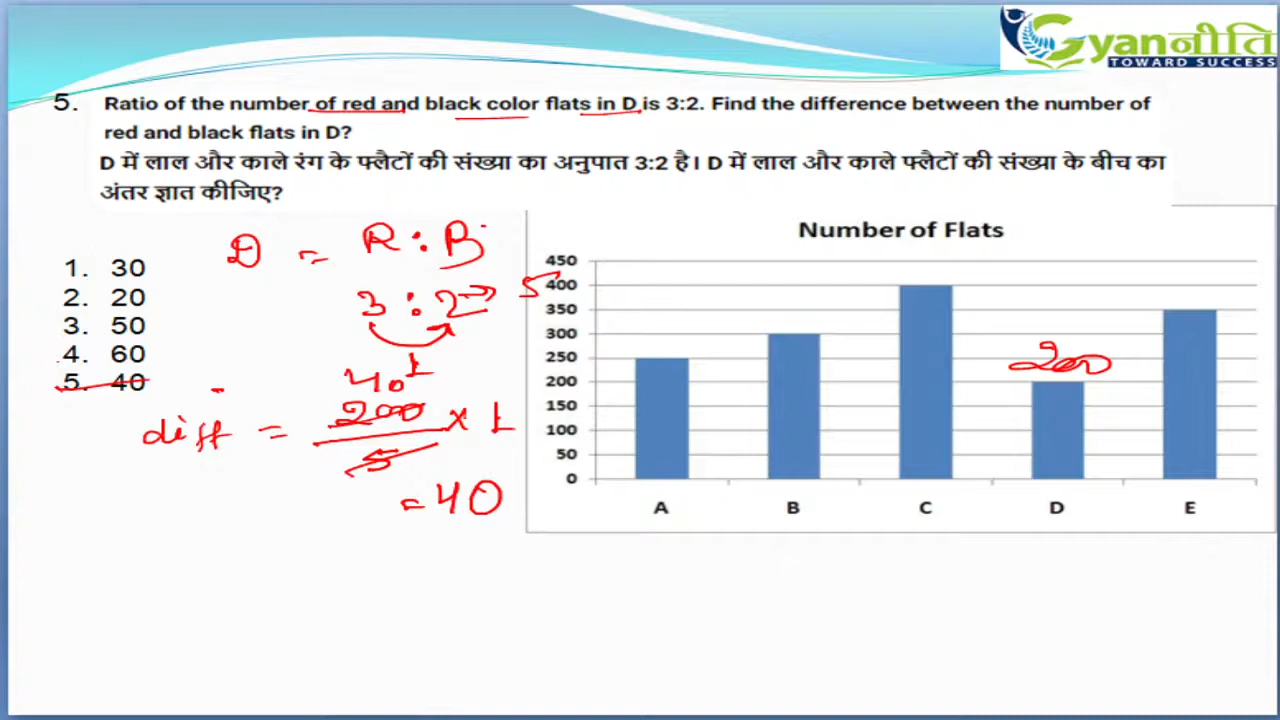 Gyanनीति
TOWARD SUCCESS
5. Ratio of the number of red and black color flats in D is 3:2. Find the difference between the number of
red and black flats in D?
D में लाल और काले रंग के फ्लैटों की संख्या का अनुपात 3:2 है। D में लाल और काले फ्लैटों की संख्या के बीच का
अंतर ज्ञात कीजिए?
1. 30
2. 20
3. 50
4. 60
5. 40
D = R : B
3 : 2 → 5
1
40
diff = 200/5 × 1
= 40
Number of Flats
450
400
350
300
250
200
150
100
50
0
200
A B C D E